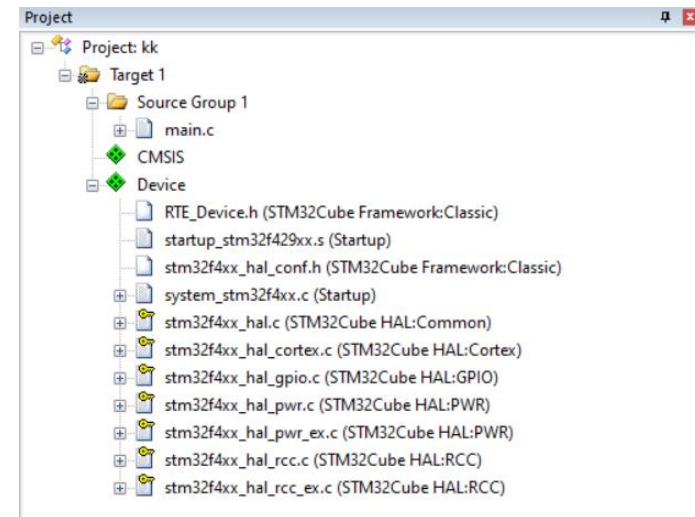 Project
Project: kk
Target 1
Source Group 1
main.c
CMSIS
Device
RTE_Device.h (STM32Cube Framework:Classic)
startup_stm32f429xx.s (Startup)
stm32f4xx_hal_conf.h (STM32Cube Framework:Classic)
system_stm32f4xx.c (Startup)
stm32f4xx_hal.c (STM32Cube HAL:Common)
stm32f4xx_hal_cortex.c (STM32Cube HAL:Cortex)
stm32f4xx_hal_gpio.c (STM32Cube HAL:GPIO)
stm32f4xx_hal_pwr.c (STM32Cube HAL:PWR)
stm32f4xx_hal_pwr_ex.c (STM32Cube HAL:PWR)
stm32f4xx_hal_rcc.c (STM32Cube HAL:RCC)
stm32f4xx_hal_rcc_ex.c (STM32Cube HAL:RCC)